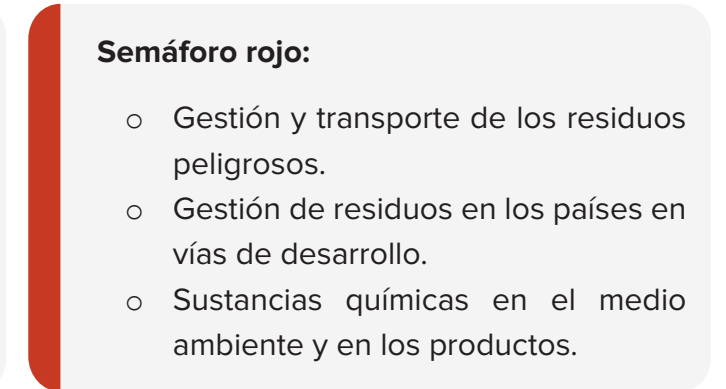 Semáforo rojo:
o Gestión y transporte de los residuos
peligrosos.
o Gestión de residuos en los países en
vías de desarrollo.
o Sustancias químicas en el medio
ambiente y en los productos.